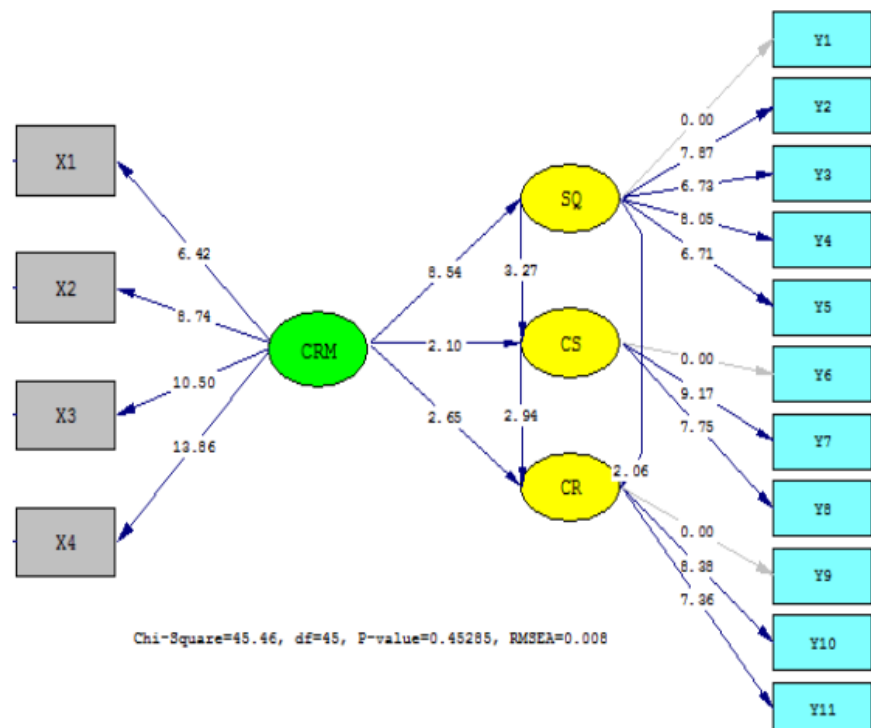 Y1
Y2
Y3
Y4
Y5
Y6
Y7
Y8
Y9
Y10
Y11
X1
X2
X3
X4
CRM
SQ
CS
CR
6.42
8.74
10.50
13.86
8.54
2.10
2.65
3.27
2.94
2.06
0.00
7.87
6.73
8.05
6.71
0.00
9.17
7.75
0.00
8.38
7.36
Chi-Square=45.46, df=45, P-value=0.45285, RMSEA=0.008